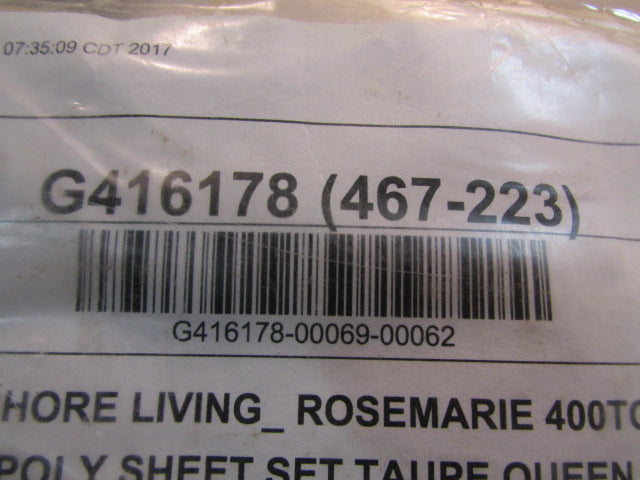 07:35:09 CDT 2017
G416178 (467-223)
G416178-00069-00062
HORE LIVING_ ROSEMARIE 400TC
POLY SHEET SET TAUPE QUEEN